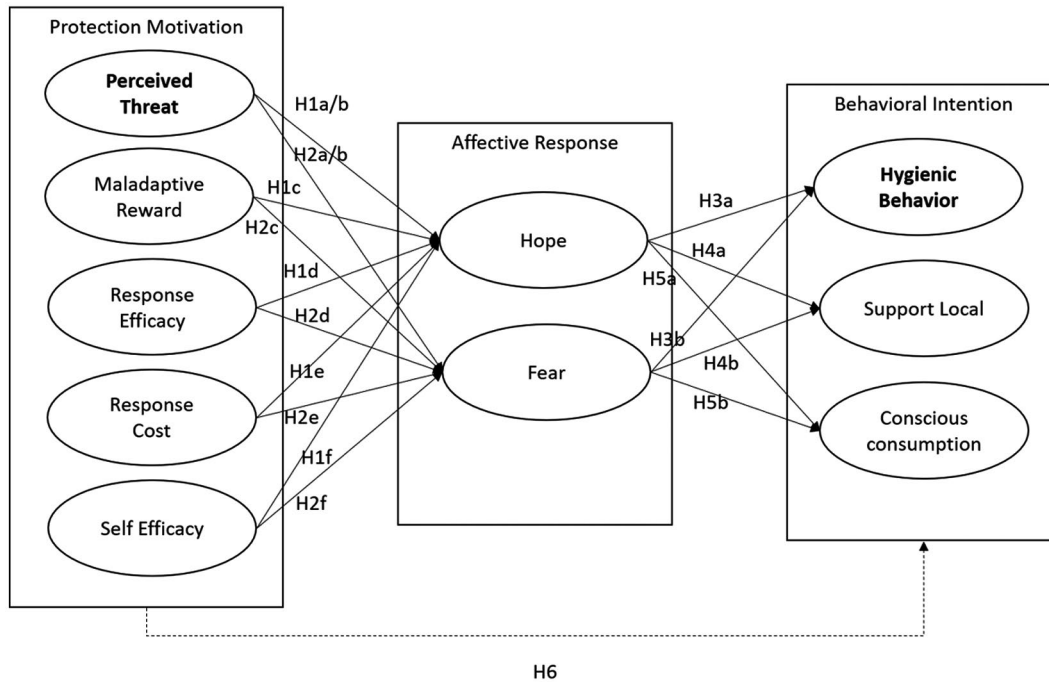 Protection Motivation
Perceived
Threat
Maladaptive
Reward
Response
Efficacy
Response
Cost
Self Efficacy
H1a/b
H2a/b
H1c
H2c
H1d
H2d
H1e
H2e
H1f
H2f
Affective Response
Hope
Fear
H3a
H4a
H5a
H3b
H4b
H5b
Behavioral Intention
Hygienic
Behavior
Support Local
Conscious
consumption
H6